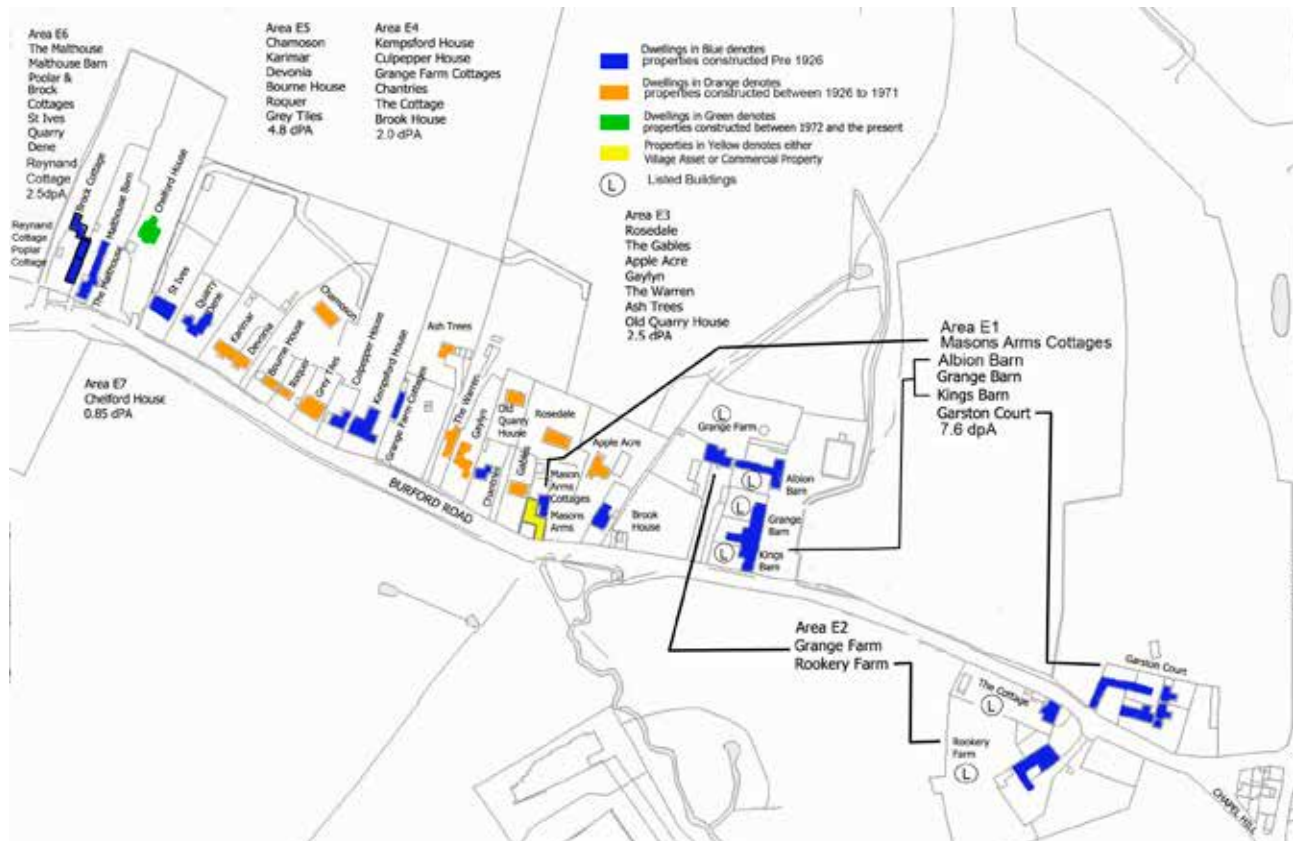 Area E6
The Malthouse
Malthouse Barn
Poolar &
Brock
Cottages
St Ives
Quarry
Dene
Reynand
Cottage
2.5dpA
Area E5
Chamoson
Karimar
Devonia
Bourne House
Roquer
Grey Tiles
4.8 dPA
Area E4
Kempsford House
Culpepper House
Grange Farm Cottages
Chantries
The Cottage
Brook House
2.0 dPA
Dwellings in Blue denotes
properties constructed Pre 1926
Dwellings in Orange denotes
properties constructed between 1926 to 1971
Dwellings in Green denotes
properties constructed between 1972 and the present
Properties in Yellow denotes either
Village Asset or Commercial Property
L Listed Buildings
Area E3
Rosedale
The Gables
Apple Acre
Gaylyn
The Warren
Ash Trees
Old Quarry House
2.5 dPA
Area E1
Masons Arms Cottages
Albion Barn
Grange Barn
Kings Barn
Garston Court
7.6 dpA
Area E7
Chelford House
0.85 dPA
Area E2
Grange Farm
Rookery Farm
Reynand
Cottage
Poplar
Cottage
Brock Cottage
Malthouse Barn
The Malthouse
Chelford House
St Ives
Quarry
Dene
Karimar
Devonia
Bourne House
Roquer
Grey Tiles
Chamoson
Culpepper House
Kempsford House
Grange Farm Cottages
Ash Trees
The Warren
Gaylyn
Chantries
Old
Quarry
House
Gables
Rosedale
Mason
Arms
Cottages
Masons
Arms
Apple Acre
Brook
House
L
Grange Farm
L
Albion
Barn
L
Grange
Barn
L
Kings
Barn
BURFORD ROAD
Garston Court
The Cottage
L
Rookery
Farm
L
CHAPEL HILL